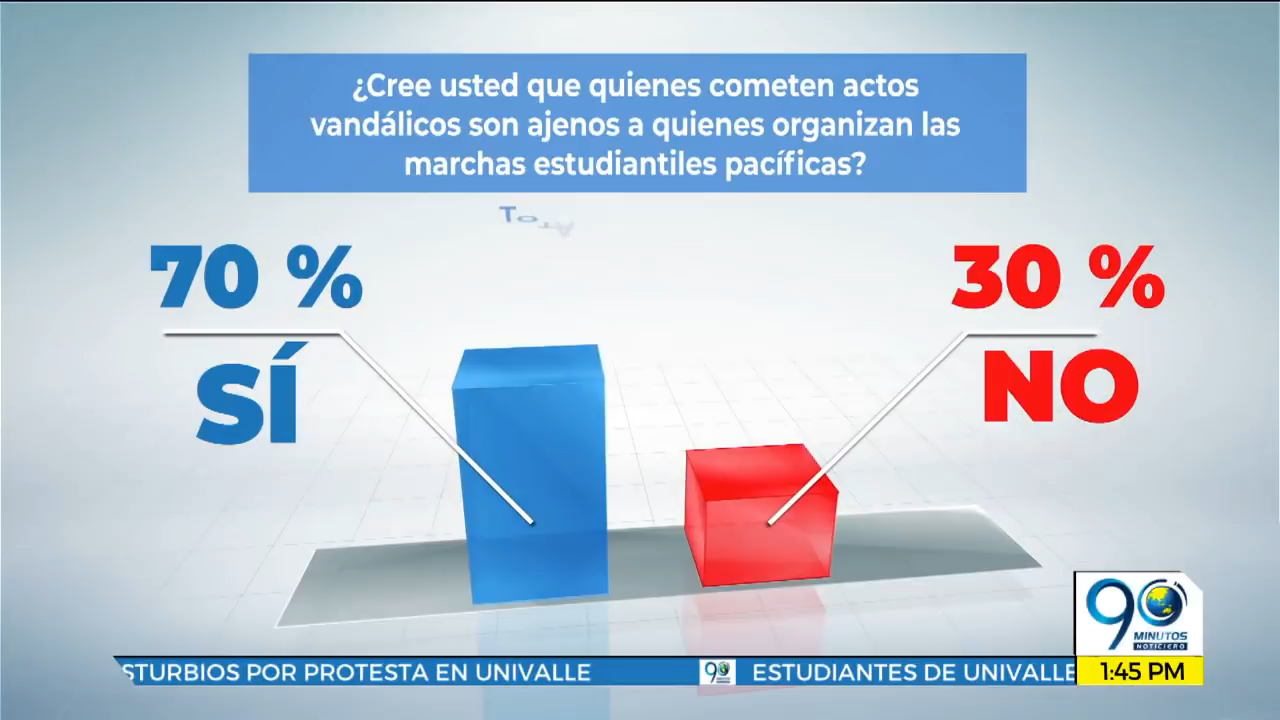 ¿Cree usted que quienes cometen actos
vandálicos son ajenos a quienes organizan las
marchas estudiantiles pacíficas?
70 %
SÍ
30 %
NO
90
MINUTOS
NOTICIERO
STURBIOS POR PROTESTA EN UNIVALLE
90
ESTUDIANTES DE UNIVALLE
1:45 PM